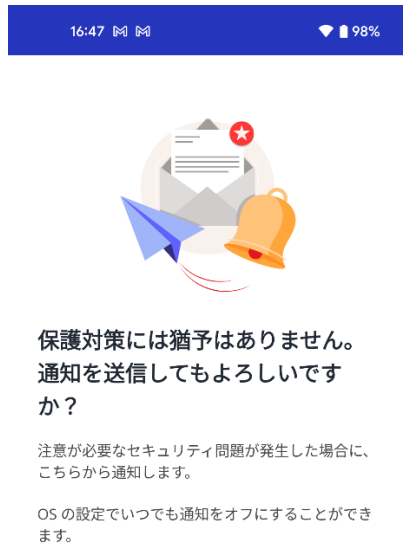 16:47
98%
保護対策には猶予はありません。
通知を送信してもよろしいです
か？
注意が必要なセキュリティ問題が発生した場合に、
こちらから通知します。
OS の設定でいつでも通知をオフにすることができ
ます。